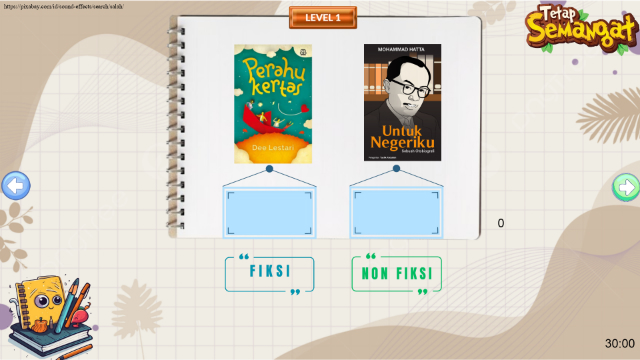 https://pixabay.com/id/sound-effects/search/salah/
LEVEL 1
Tetap
Semangat
Perahu
kertas
Dee Lestari
MOHAMMAD HATTA
Untuk
Negeriku
Sebuah Otobiografi
0
FIKSI
NON FIKSI
30:00